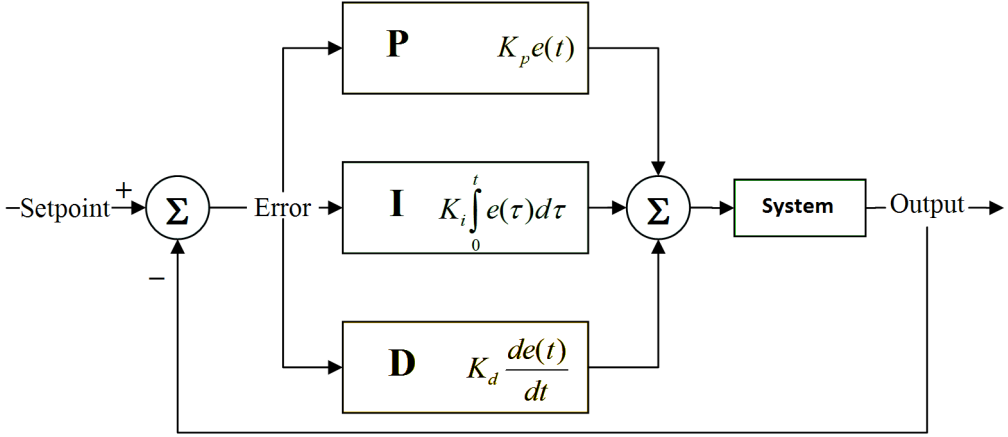 P K_p e(t)
–Setpoint + Σ Error I K_i ∫_0^t e(τ)dτ Σ System Output
–
D K_d de(t)/dt